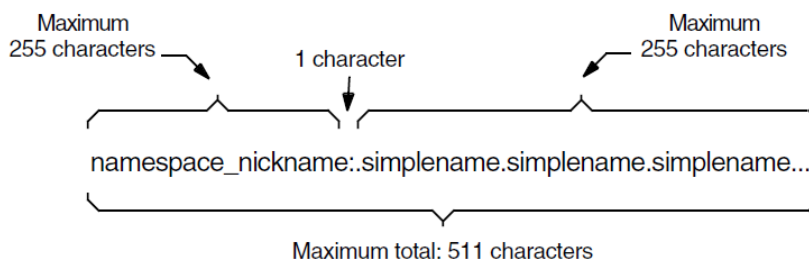 Maximum
255 characters
1 character
Maximum
255 characters
namespace_nickname:.simplename.simplename.simplename...
Maximum total: 511 characters